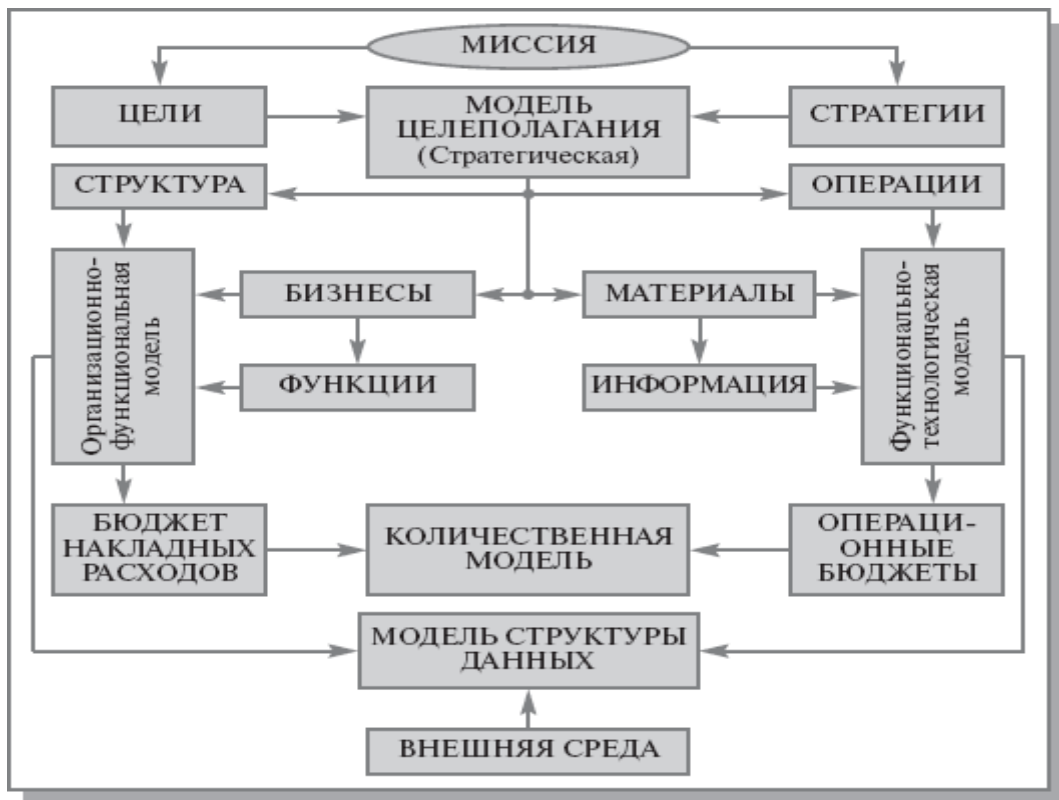 МИССИЯ
ЦЕЛИ
МОДЕЛЬ
ЦЕЛЕПОЛАГАНИЯ
(Стратегическая)
СТРАТЕГИИ
СТРУКТУРА
ОПЕРАЦИИ
Организационно-
функциональная
модель
БИЗНЕСЫ
МАТЕРИАЛЫ
ФУНКЦИИ
ИНФОРМАЦИЯ
Функционально-
технологическая
модель
БЮДЖЕТ
НАКЛАДНЫХ
РАСХОДОВ
КОЛИЧЕСТВЕННАЯ
МОДЕЛЬ
ОПЕРАЦИ-
ОННЫЕ
БЮДЖЕТЫ
МОДЕЛЬ СТРУКТУРЫ
ДАННЫХ
ВНЕШНЯЯ СРЕДА